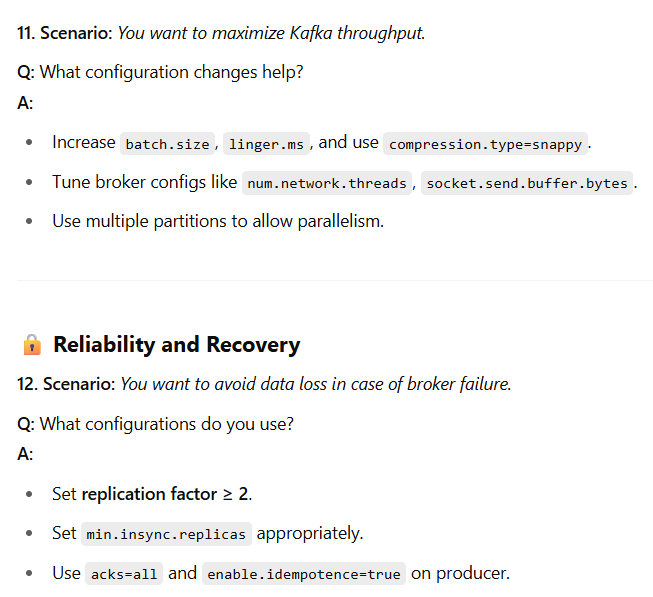 11. Scenario: You want to maximize Kafka throughput.
Q: What configuration changes help?
A:
• Increase batch.size, linger.ms, and use compression.type=snappy.
• Tune broker configs like num.network.threads, socket.send.buffer.bytes.
• Use multiple partitions to allow parallelism.
🔒 Reliability and Recovery
12. Scenario: You want to avoid data loss in case of broker failure.
Q: What configurations do you use?
A:
• Set replication factor ≥ 2.
• Set min.insync.replicas appropriately.
• Use acks=all and enable.idempotence=true on producer.